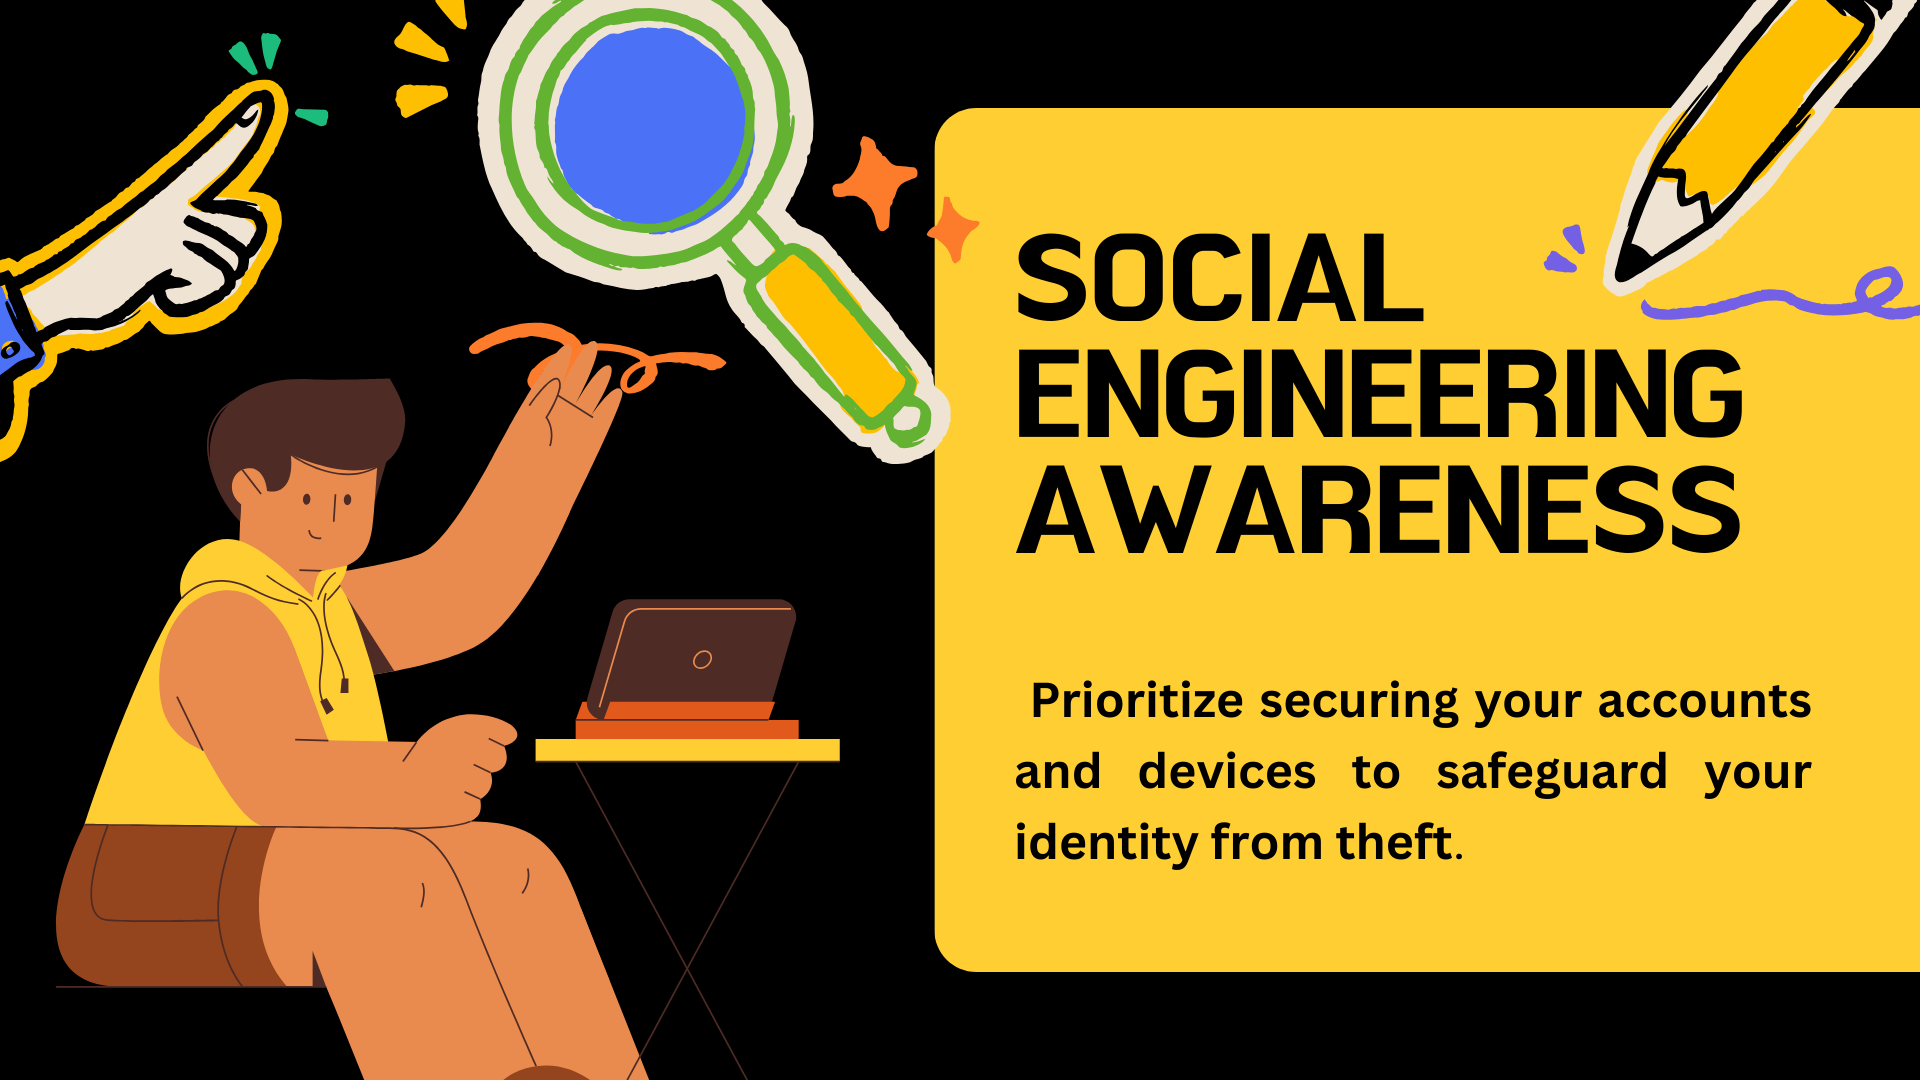 SOCIAL
ENGINEERING
AWARENESS
Prioritize securing your accounts
and devices to safeguard your
identity from theft.